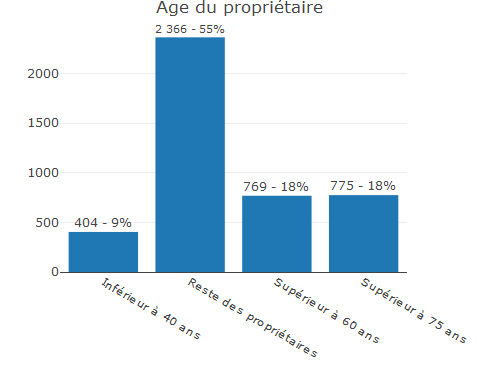 Age du propriétaire
2 366 - 55%
2000
1500
1000
769 - 18%
775 - 18%
500
404 - 9%
0
Inférieur à 40 ans
Reste des propriétaires
Supérieur à 60 ans
Supérieur à 75 ans